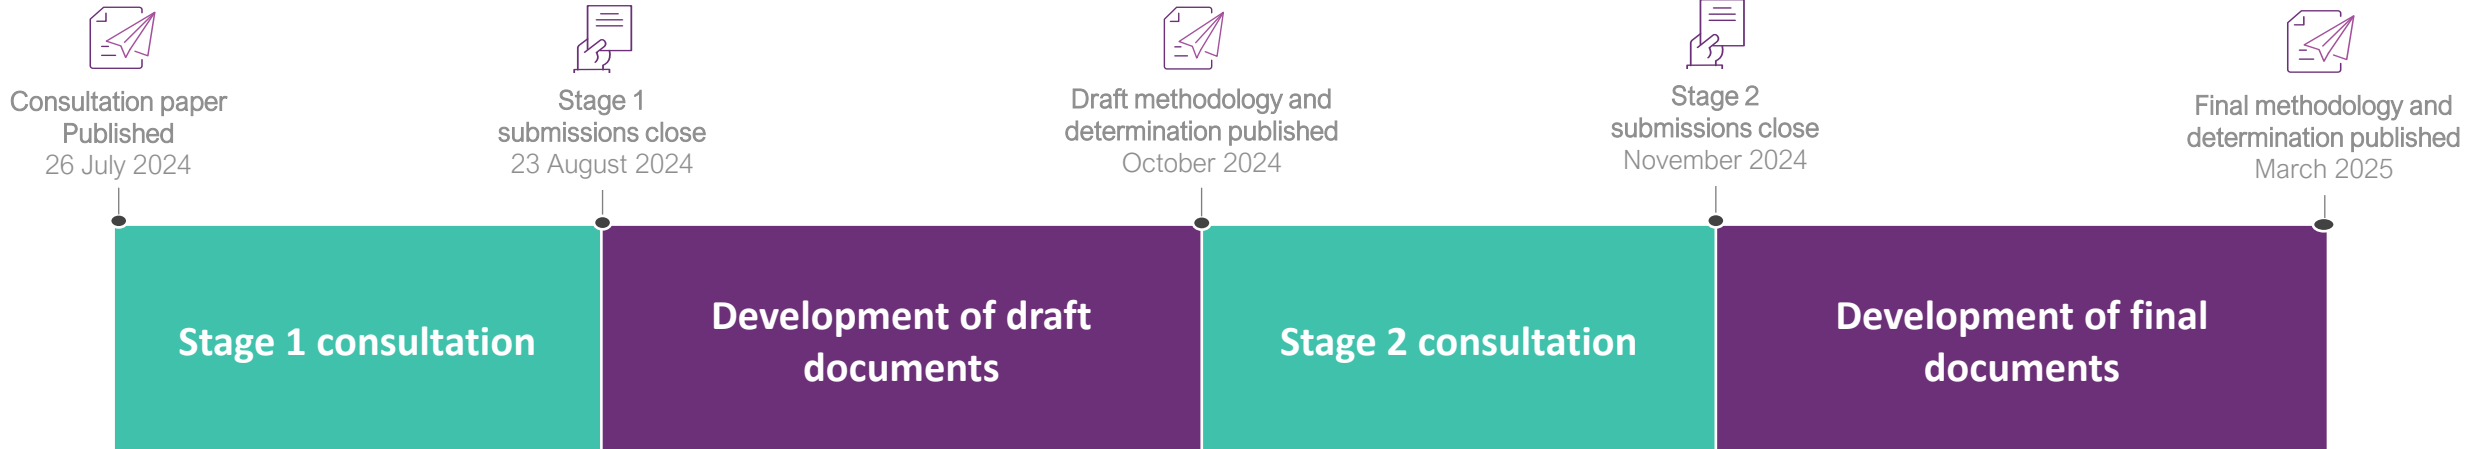 Consultation paper
Published
26 July 2024
Stage 1
submissions close
23 August 2024
Draft methodology and
determination published
October 2024
Stage 2
submissions close
November 2024
Final methodology and
determination published
March 2025
Stage 1 consultation
Development of draft
documents
Stage 2 consultation
Development of final
documents